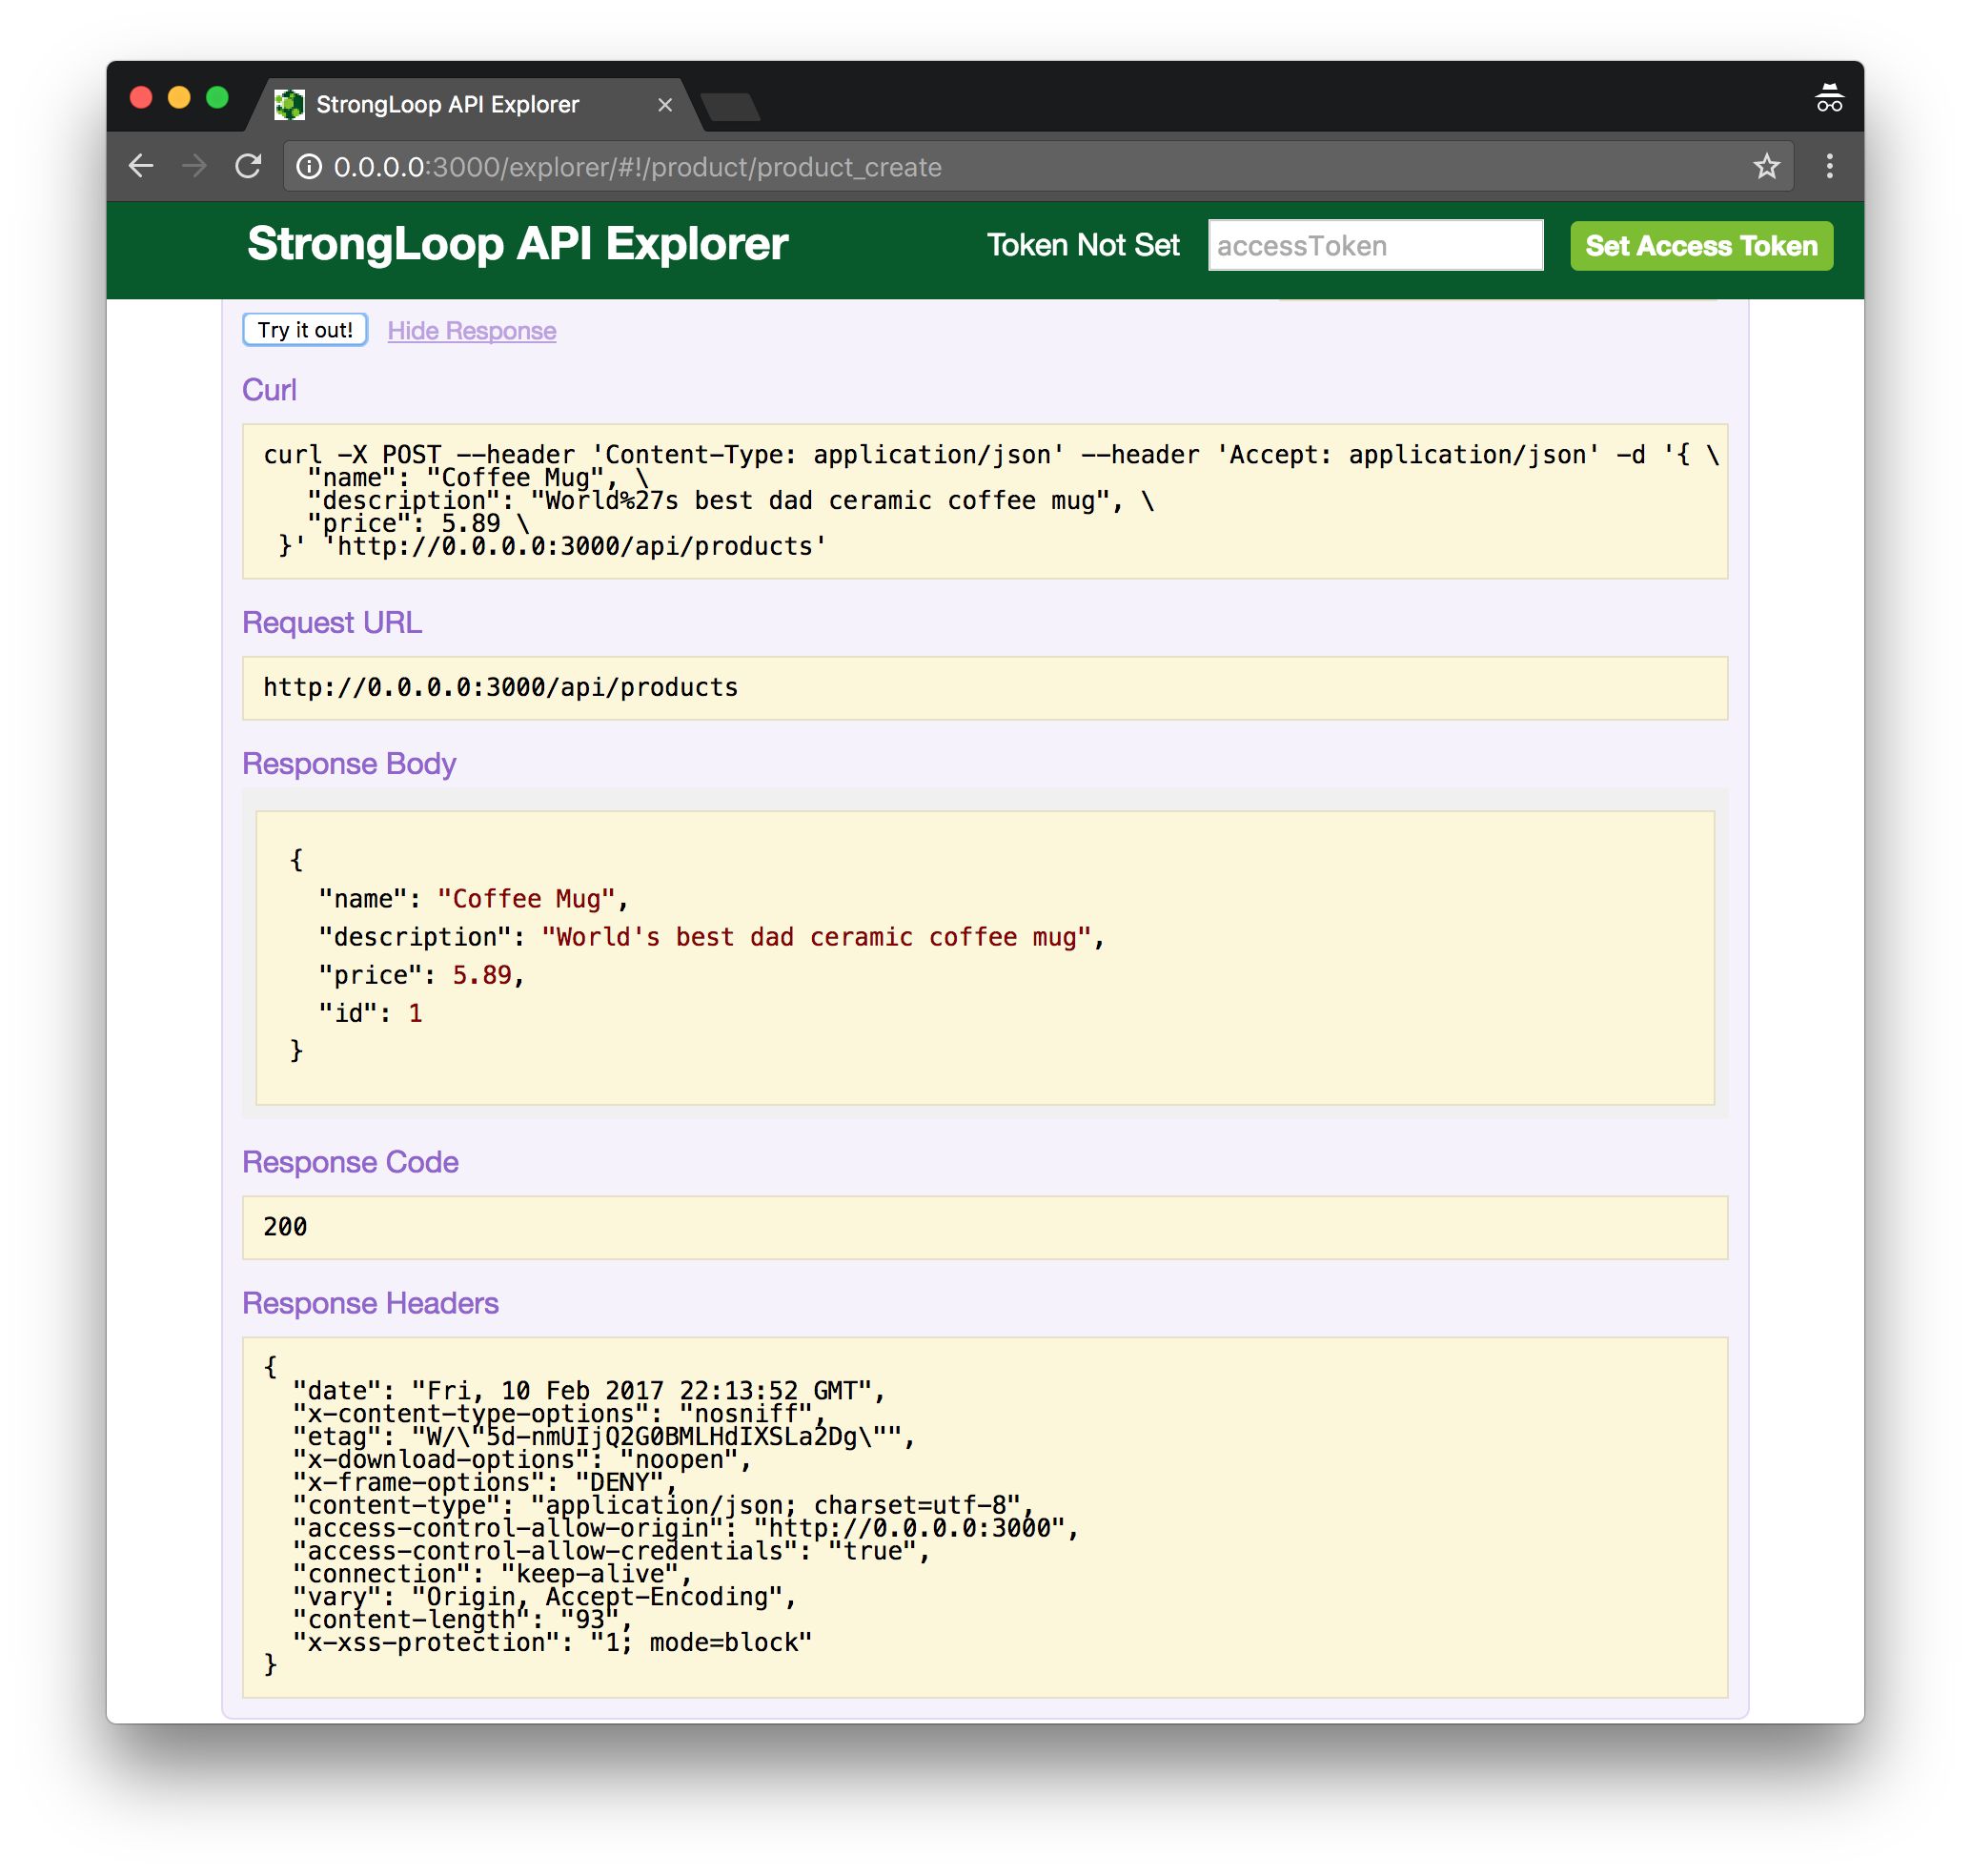 StrongLoop API Explorer
0.0.0.0:3000/explorer/#!/product/product_create
StrongLoop API Explorer
Token Not Set
accessToken
Set Access Token
Try it out!
Hide Response
Curl
curl -X POST --header 'Content-Type: application/json' --header 'Accept: application/json' -d '{ \
"name": "Coffee Mug", \
"description": "World%27s best dad ceramic coffee mug", \
"price": 5.89 \
}' 'http://0.0.0.0:3000/api/products'
Request URL
http://0.0.0.0:3000/api/products
Response Body
{
"name": "Coffee Mug",
"description": "World's best dad ceramic coffee mug",
"price": 5.89,
"id": 1
}
Response Code
200
Response Headers
{
"date": "Fri, 10 Feb 2017 22:13:52 GMT",
"x-content-type-options": "nosniff",
"etag": "W/\"5d-nmUIjQ2G0BMLHdIXSLa2Dg\"",
"x-download-options": "noopen",
"x-frame-options": "DENY",
"content-type": "application/json; charset=utf-8",
"access-control-allow-origin": "http://0.0.0.0:3000",
"access-control-allow-credentials": "true",
"connection": "keep-alive",
"vary": "Origin, Accept-Encoding",
"content-length": "93",
"x-xss-protection": "1; mode=block"
}